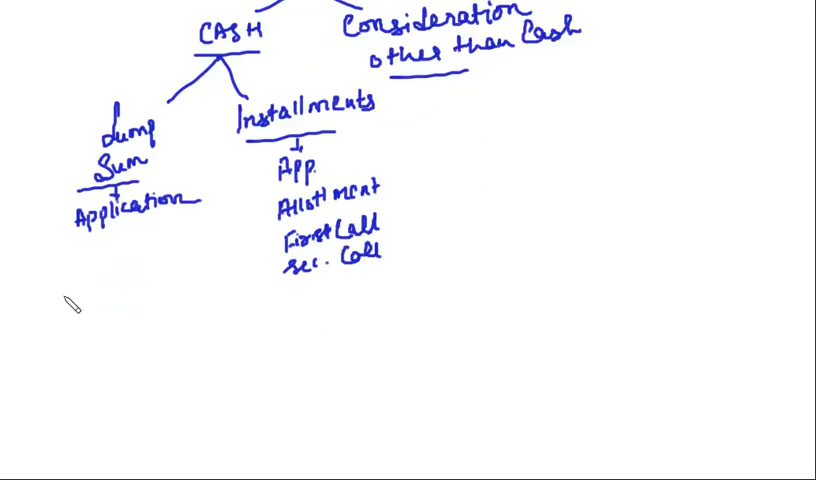 CASH
Consideration
other than Cash
Lump
Sum
Application
Installments
App.
Allotment
First Call
sec. Call